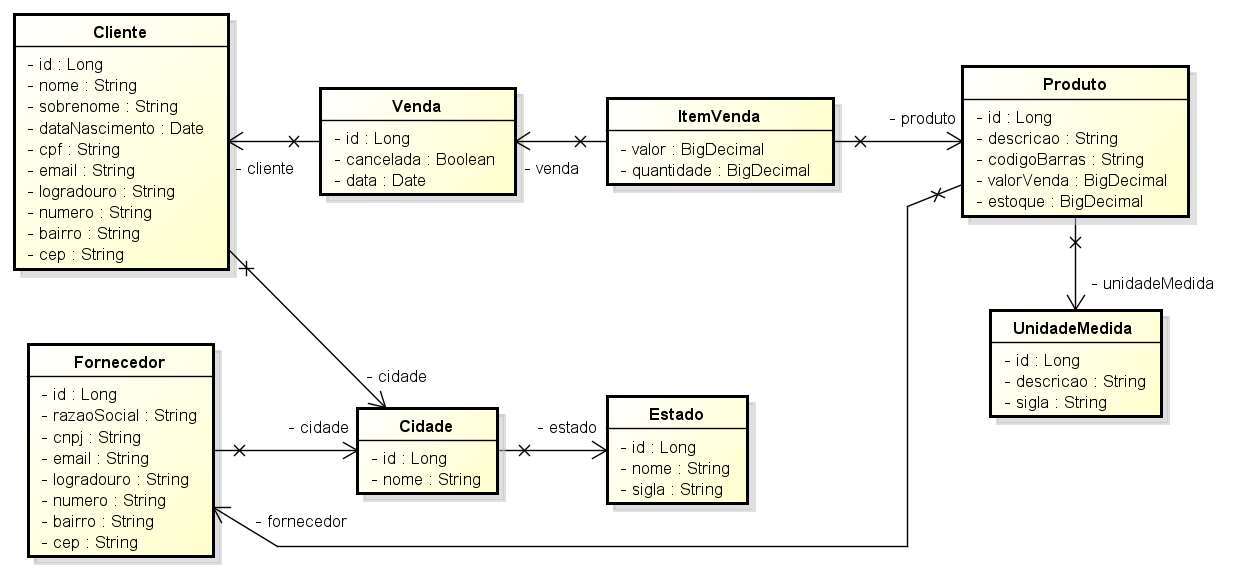 Cliente
- id : Long
- nome : String
- sobrenome : String
- dataNascimento : Date
- cpf : String
- email : String
- logradouro : String
- numero : String
- bairro : String
- cep : String
- cliente
Venda
- id : Long
- cancelada : Boolean
- data : Date
- venda
ItemVenda
- valor : BigDecimal
- quantidade : BigDecimal
- produto
Produto
- id : Long
- descricao : String
- codigoBarras : String
- valorVenda : BigDecimal
- estoque : BigDecimal
- unidadeMedida
UnidadeMedida
- id : Long
- descricao : String
- sigla : String
Fornecedor
- id : Long
- razaoSocial : String
- cnpj : String
- email : String
- logradouro : String
- numero : String
- bairro : String
- cep : String
- cidade
- cidade
Cidade
- id : Long
- nome : String
- estado
Estado
- id : Long
- nome : String
- sigla : String
- fornecedor